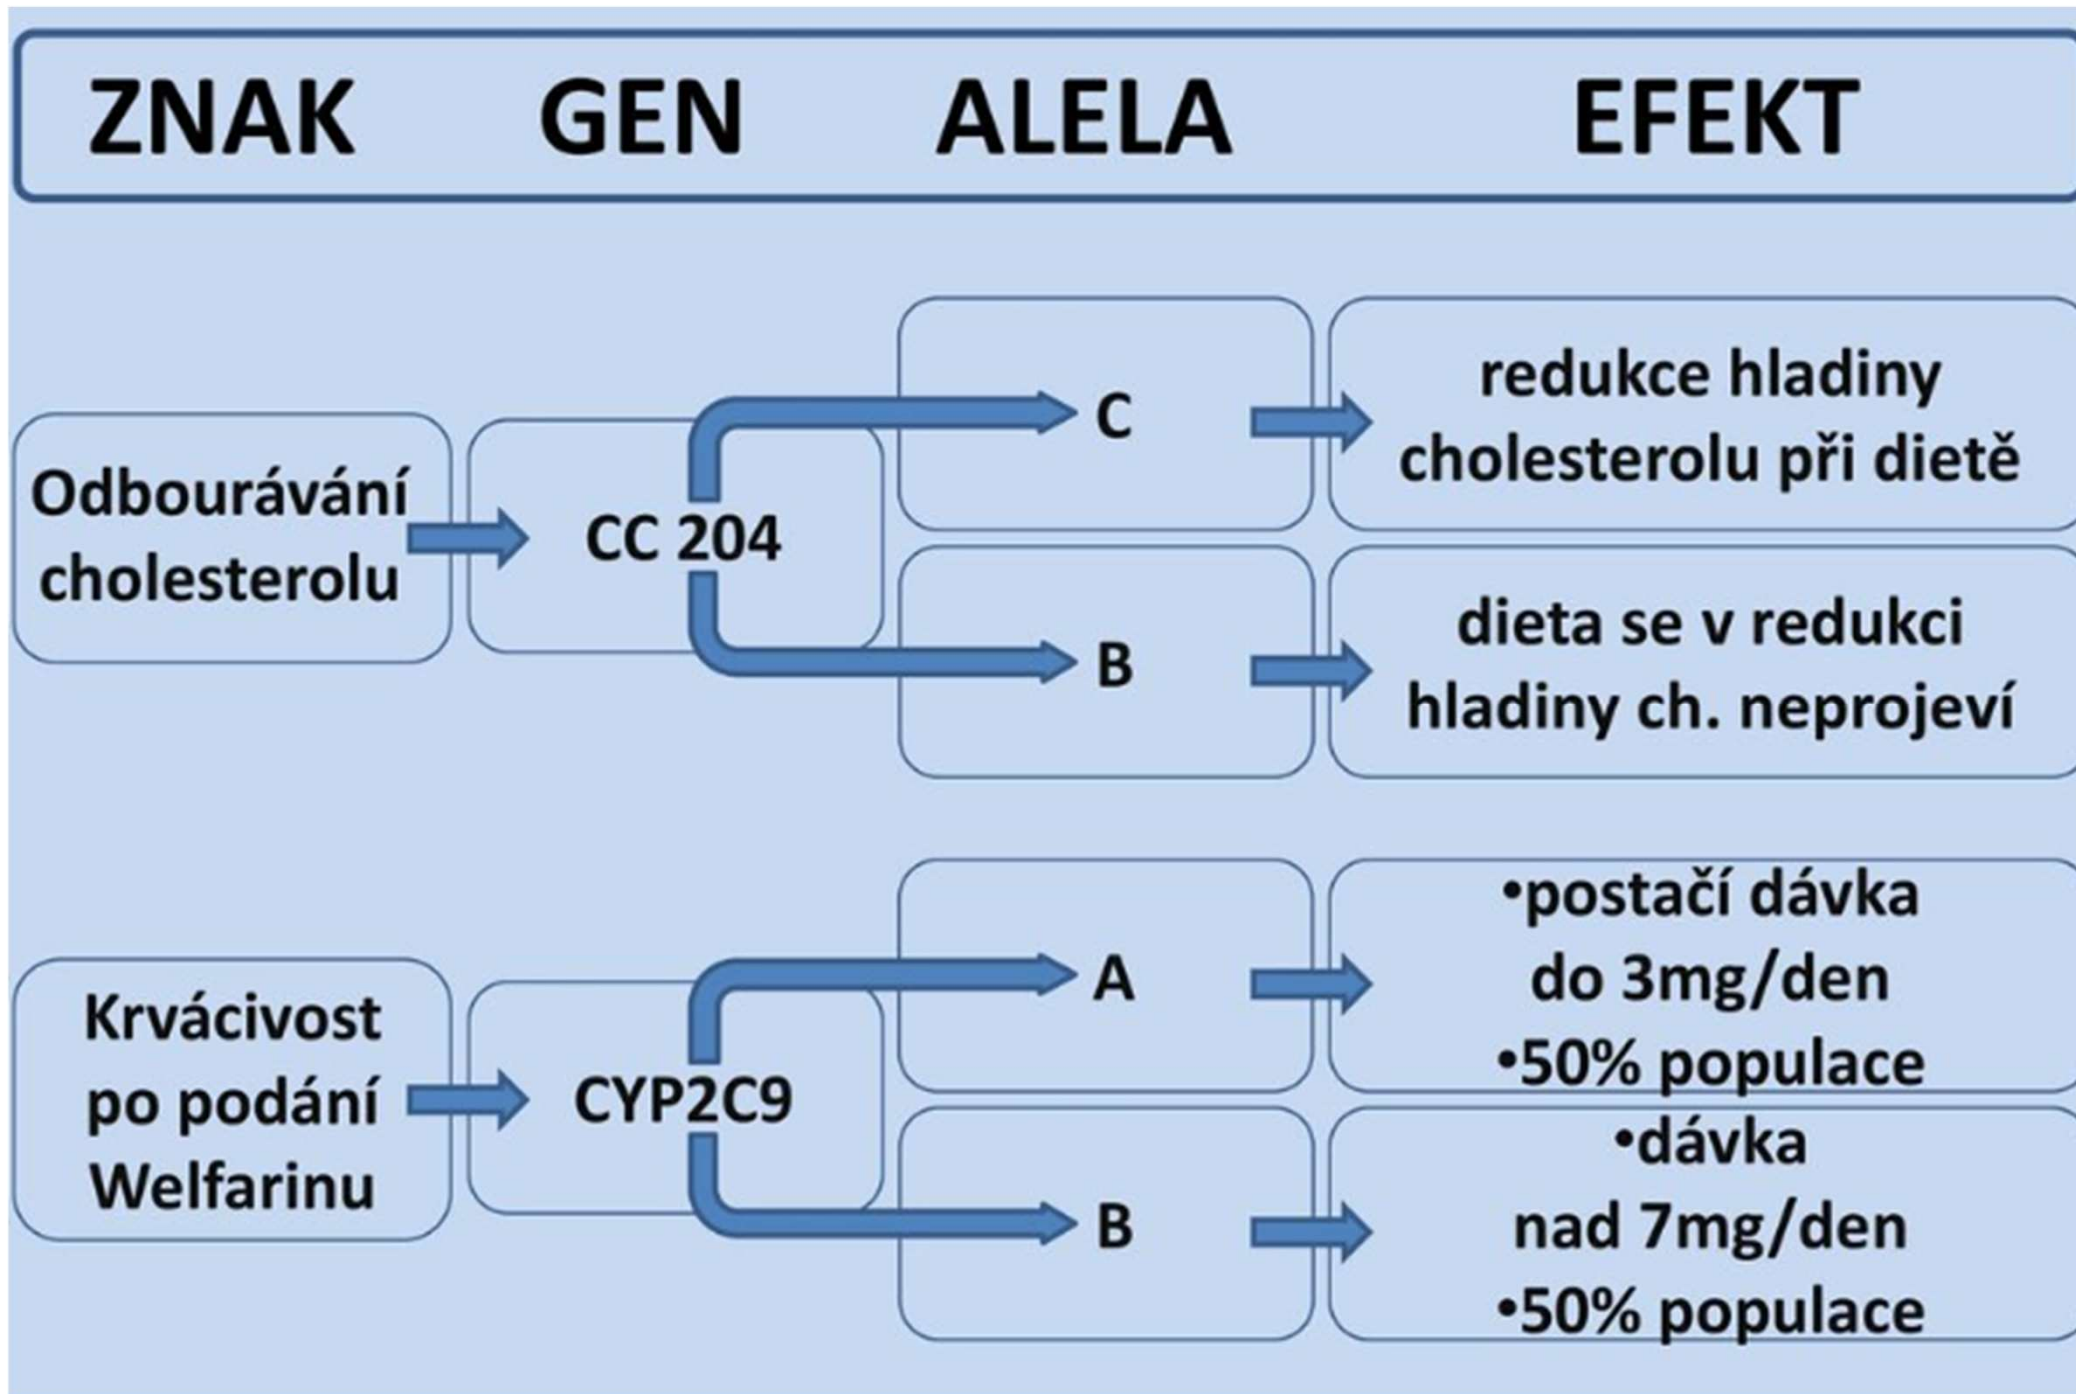 ZNAK GEN ALELA EFEKT
Odbourávání
cholesterolu
CC 204
C
redukce hladiny
cholesterolu při dietě
B
dieta se v redukci
hladiny ch. neprojeví
Krvácivost
po podání
Welfarinu
CYP2C9
A
•postačí dávka
do 3mg/den
•50% populace
B
•dávka
nad 7mg/den
•50% populace